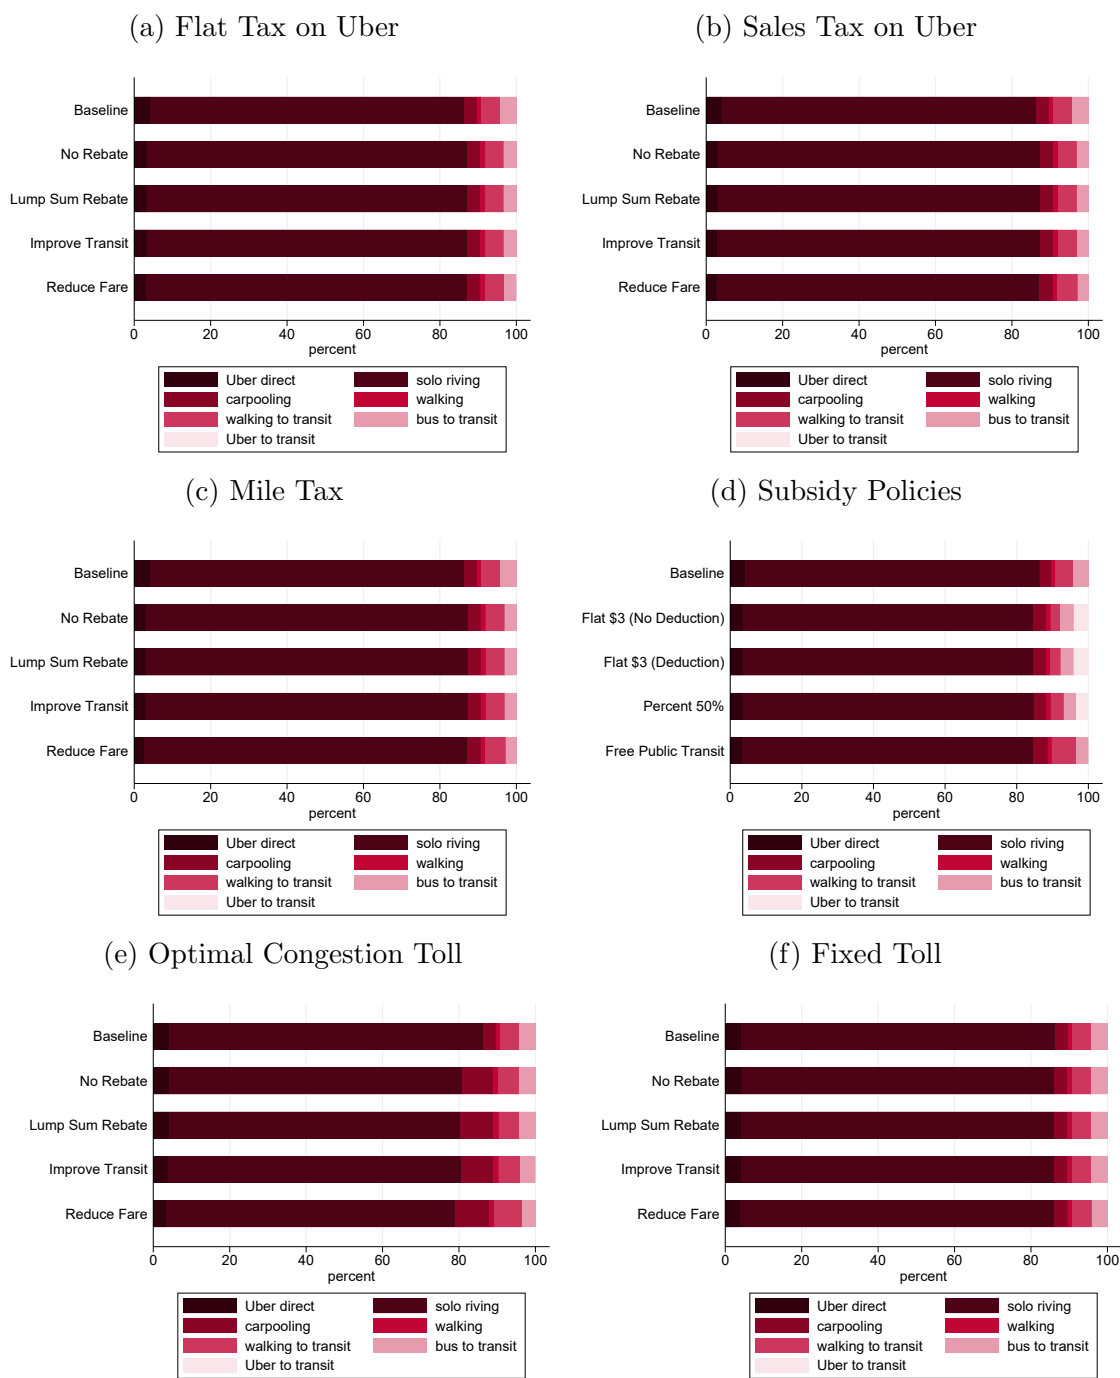 (a) Flat Tax on Uber
Baseline
No Rebate
Lump Sum Rebate
Improve Transit
Reduce Fare
0 20 40 60 80 100
percent
Uber direct solo riving
carpooling walking
walking to transit bus to transit
Uber to transit
(b) Sales Tax on Uber
Baseline
No Rebate
Lump Sum Rebate
Improve Transit
Reduce Fare
0 20 40 60 80 100
percent
Uber direct solo riving
carpooling walking
walking to transit bus to transit
Uber to transit
(c) Mile Tax
Baseline
No Rebate
Lump Sum Rebate
Improve Transit
Reduce Fare
0 20 40 60 80 100
percent
Uber direct solo riving
carpooling walking
walking to transit bus to transit
Uber to transit
(d) Subsidy Policies
Baseline
Flat $3 (No Deduction)
Flat $3 (Deduction)
Percent 50%
Free Public Transit
0 20 40 60 80 100
percent
Uber direct solo riving
carpooling walking
walking to transit bus to transit
Uber to transit
(e) Optimal Congestion Toll
Baseline
No Rebate
Lump Sum Rebate
Improve Transit
Reduce Fare
0 20 40 60 80 100
percent
Uber direct solo riving
carpooling walking
walking to transit bus to transit
Uber to transit
(f) Fixed Toll
Baseline
No Rebate
Lump Sum Rebate
Improve Transit
Reduce Fare
0 20 40 60 80 100
percent
Uber direct solo riving
carpooling walking
walking to transit bus to transit
Uber to transit